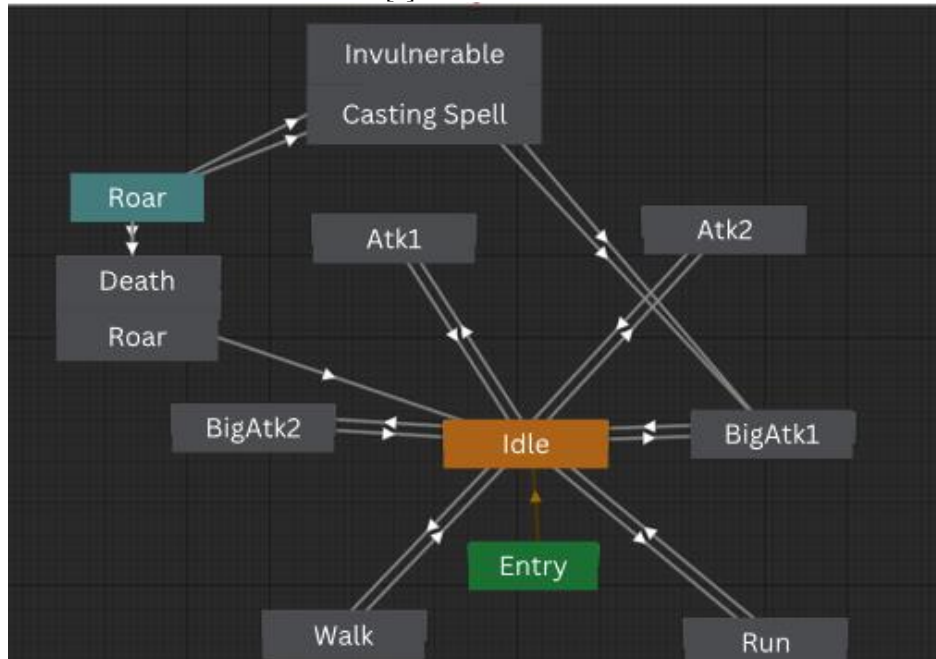 Invulnerable
Casting Spell
Roar
Atk1
Atk2
Death
Roar
BigAtk2
Idle
BigAtk1
Entry
Walk
Run